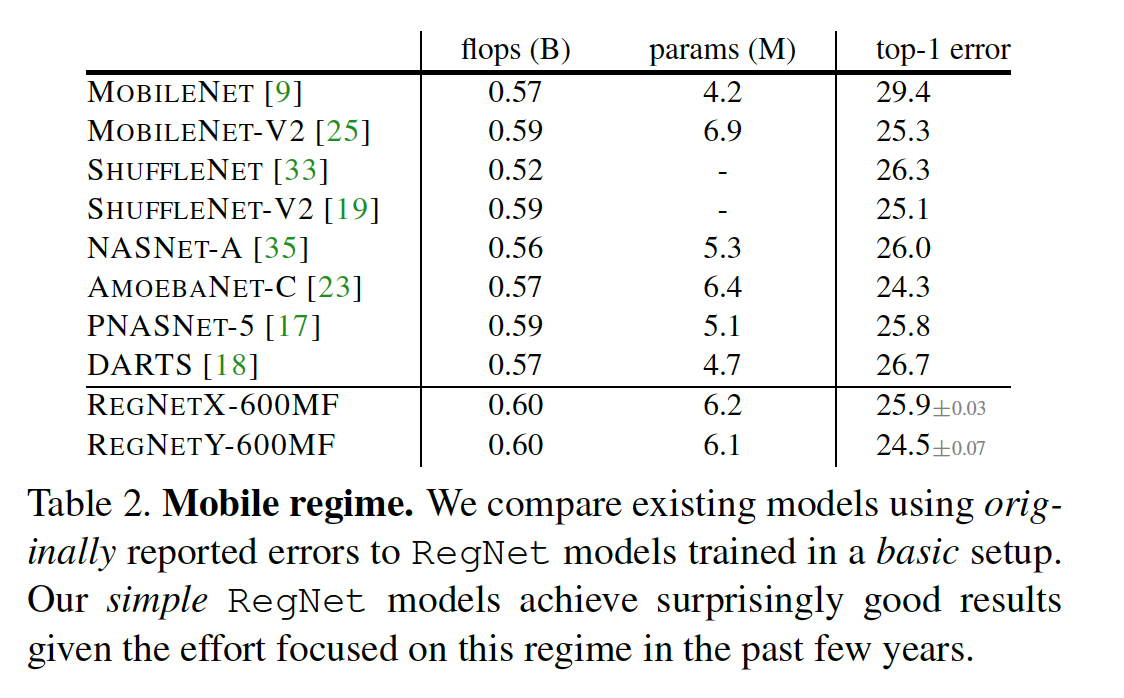 flops (B) params (M) top-1 error
MOBILENET [9] 0.57 4.2 29.4
MOBILENET-V2 [25] 0.59 6.9 25.3
SHUFFLENET [33] 0.52 - 26.3
SHUFFLENET-V2 [19] 0.59 - 25.1
NASNET-A [35] 0.56 5.3 26.0
AMOEBANET-C [23] 0.57 6.4 24.3
PNASNET-5 [17] 0.59 5.1 25.8
DARTS [18] 0.57 4.7 26.7
REGNETX-600MF 0.60 6.2 25.9±0.03
REGNETY-600MF 0.60 6.1 24.5±0.07
Table 2. Mobile regime. We compare existing models using orig-
inally reported errors to RegNet models trained in a basic setup.
Our simple RegNet models achieve surprisingly good results
given the effort focused on this regime in the past few years.